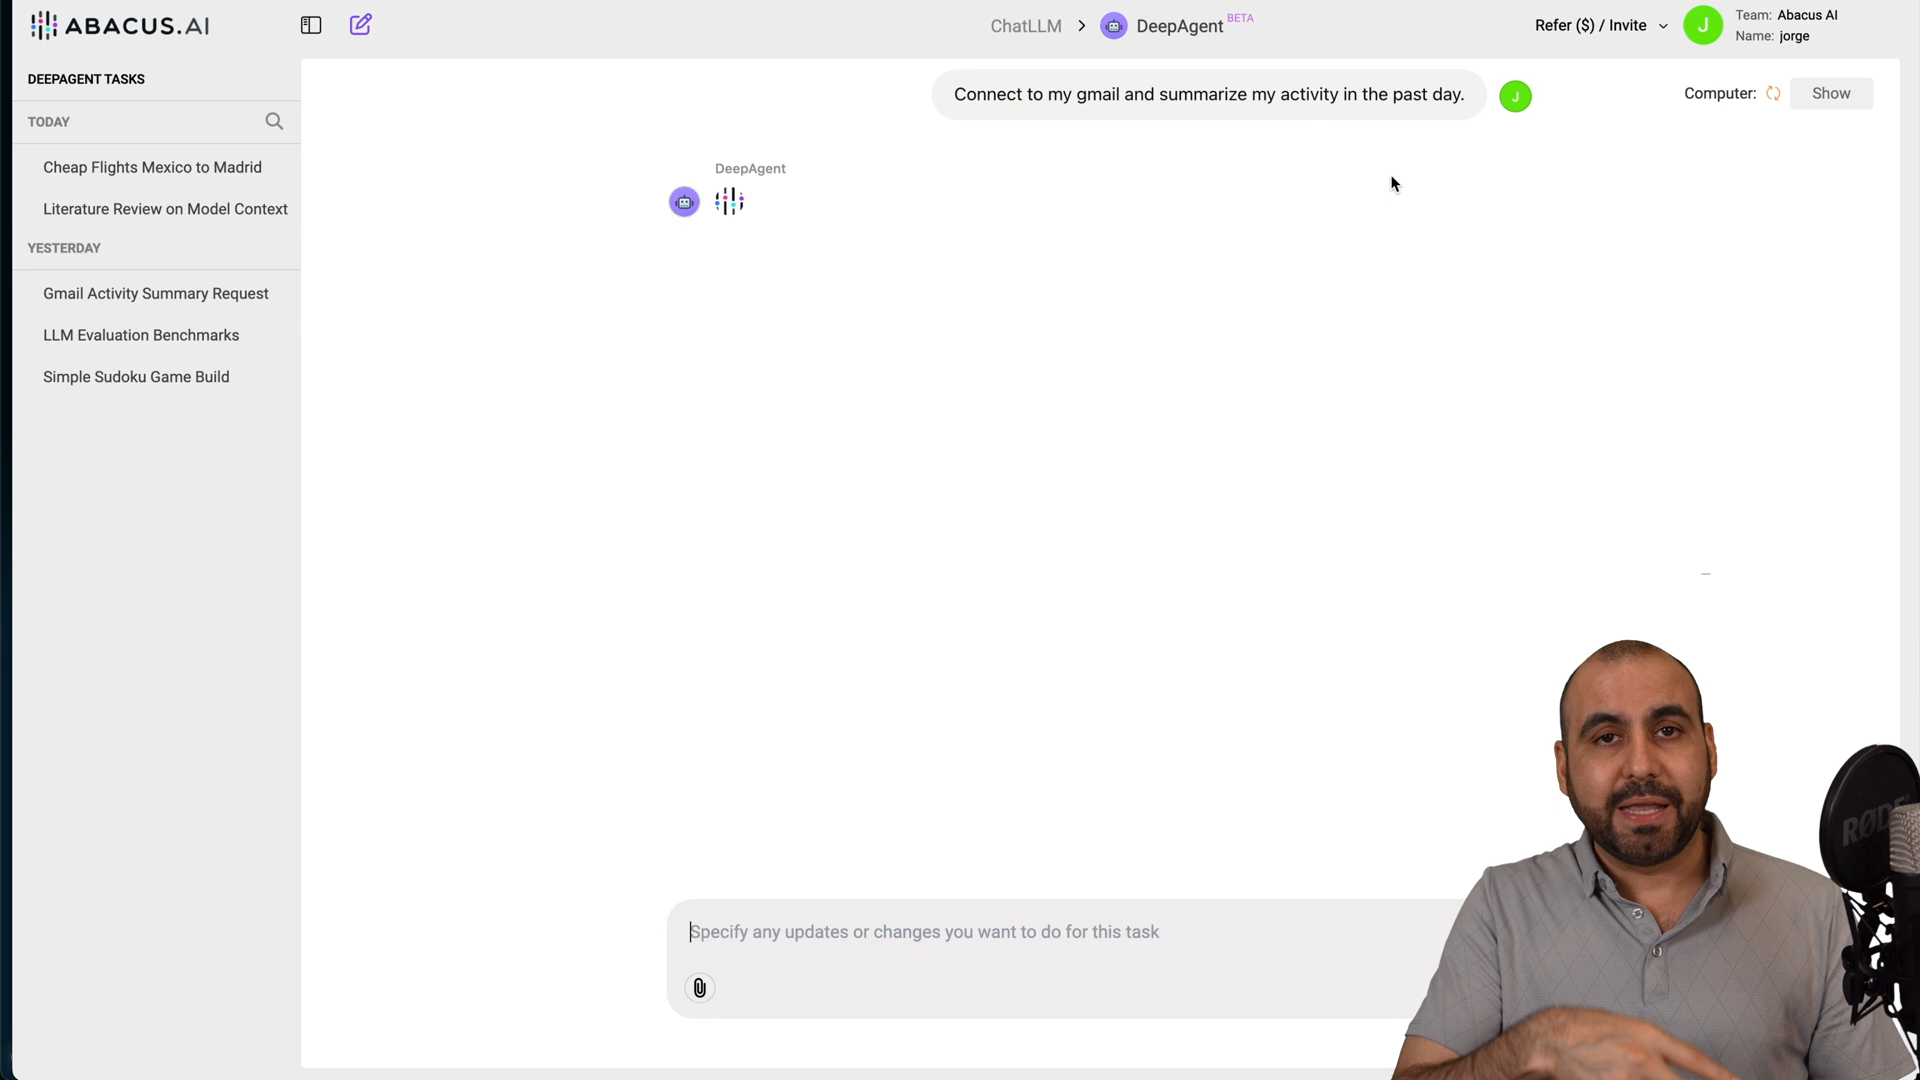 ABACUS.AI
ChatLLM > DeepAgent BETA
Refer ($) / Invite
J
Team: Abacus AI
Name: jorge
DEEPAGENT TASKS
TODAY
Cheap Flights Mexico to Madrid
Literature Review on Model Context
YESTERDAY
Gmail Activity Summary Request
LLM Evaluation Benchmarks
Simple Sudoku Game Build
Connect to my gmail and summarize my activity in the past day.
J
Computer:
Show
DeepAgent
Specify any updates or changes you want to do for this task
RØDE